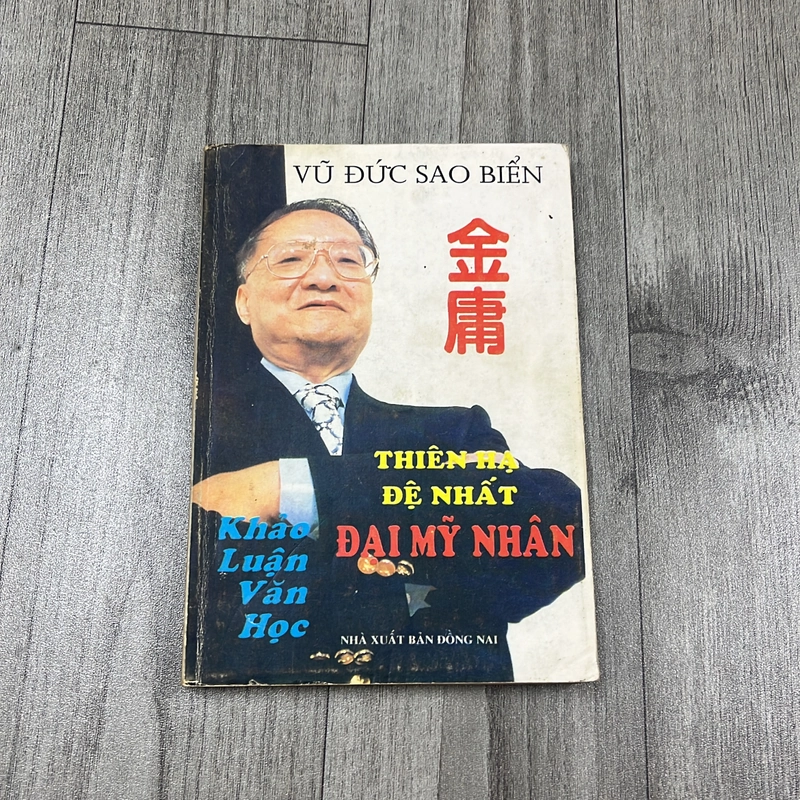 VŨ ĐỨC SAO BIỂN
金庸
THIÊN HẠ
ĐỆ NHẤT
ĐẠI MỸ NHÂN
Khảo
Luận
Văn
Học
NHÀ XUẤT BẢN ĐỒNG NAI